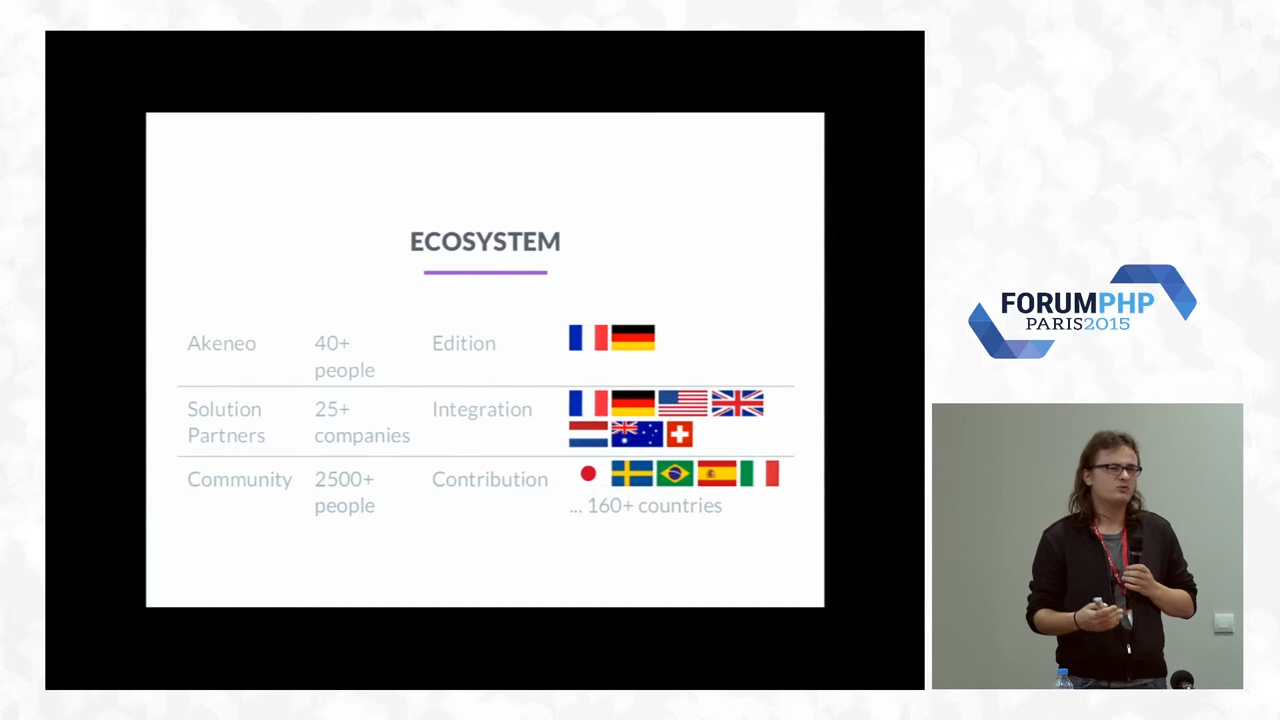 ECOSYSTEM
Akeneo 40+ people Edition
Solution Partners 25+ companies Integration
Community 2500+ people Contribution
... 160+ countries
FORUMPHP
PARIS2015